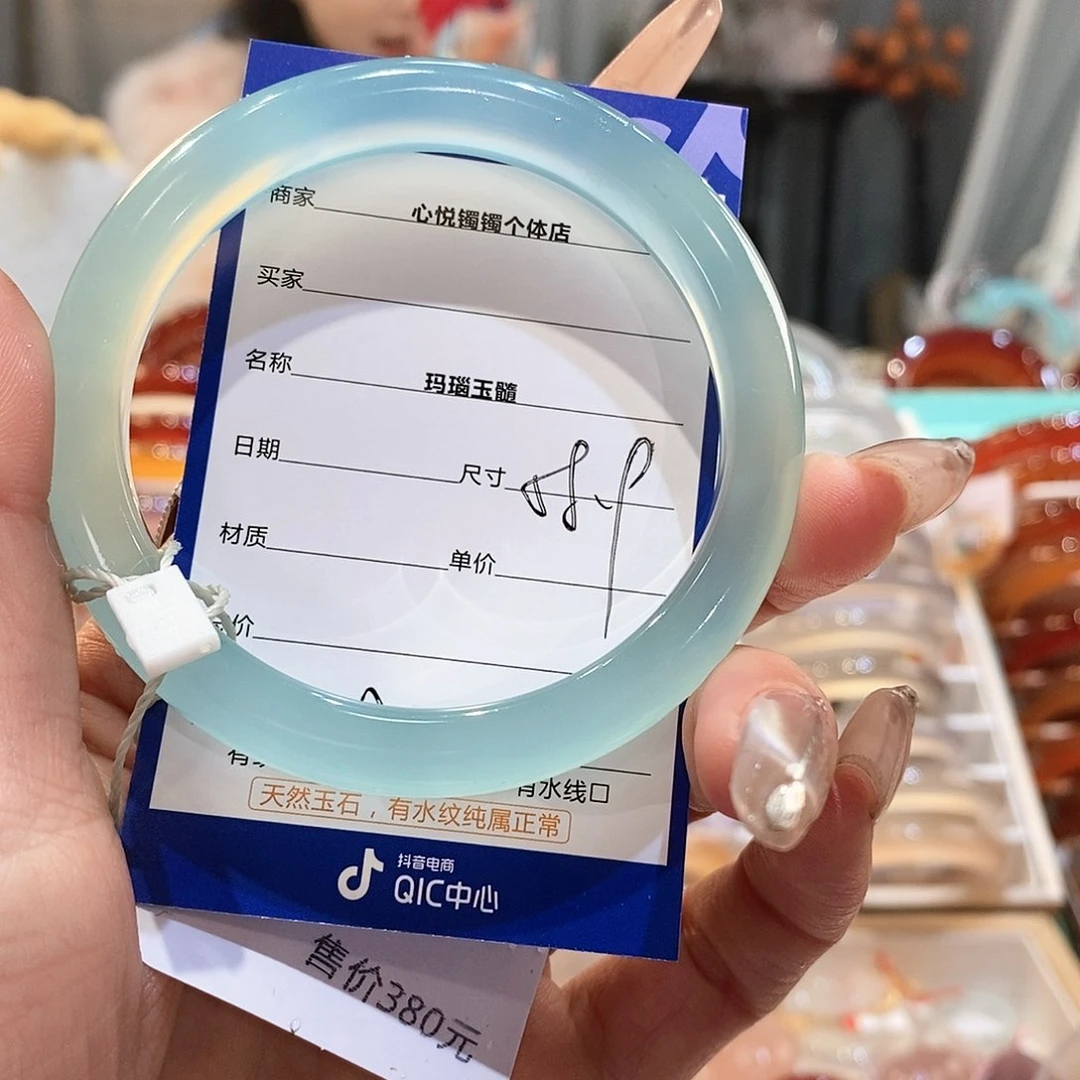 商家 心悦镯镯个体店
买家
名称 玛瑙玉髓
日期 尺寸
材质 单价
价
有 有水线口
天然玉石，有水纹纯属正常
抖音电商
QIC中心
售价380元